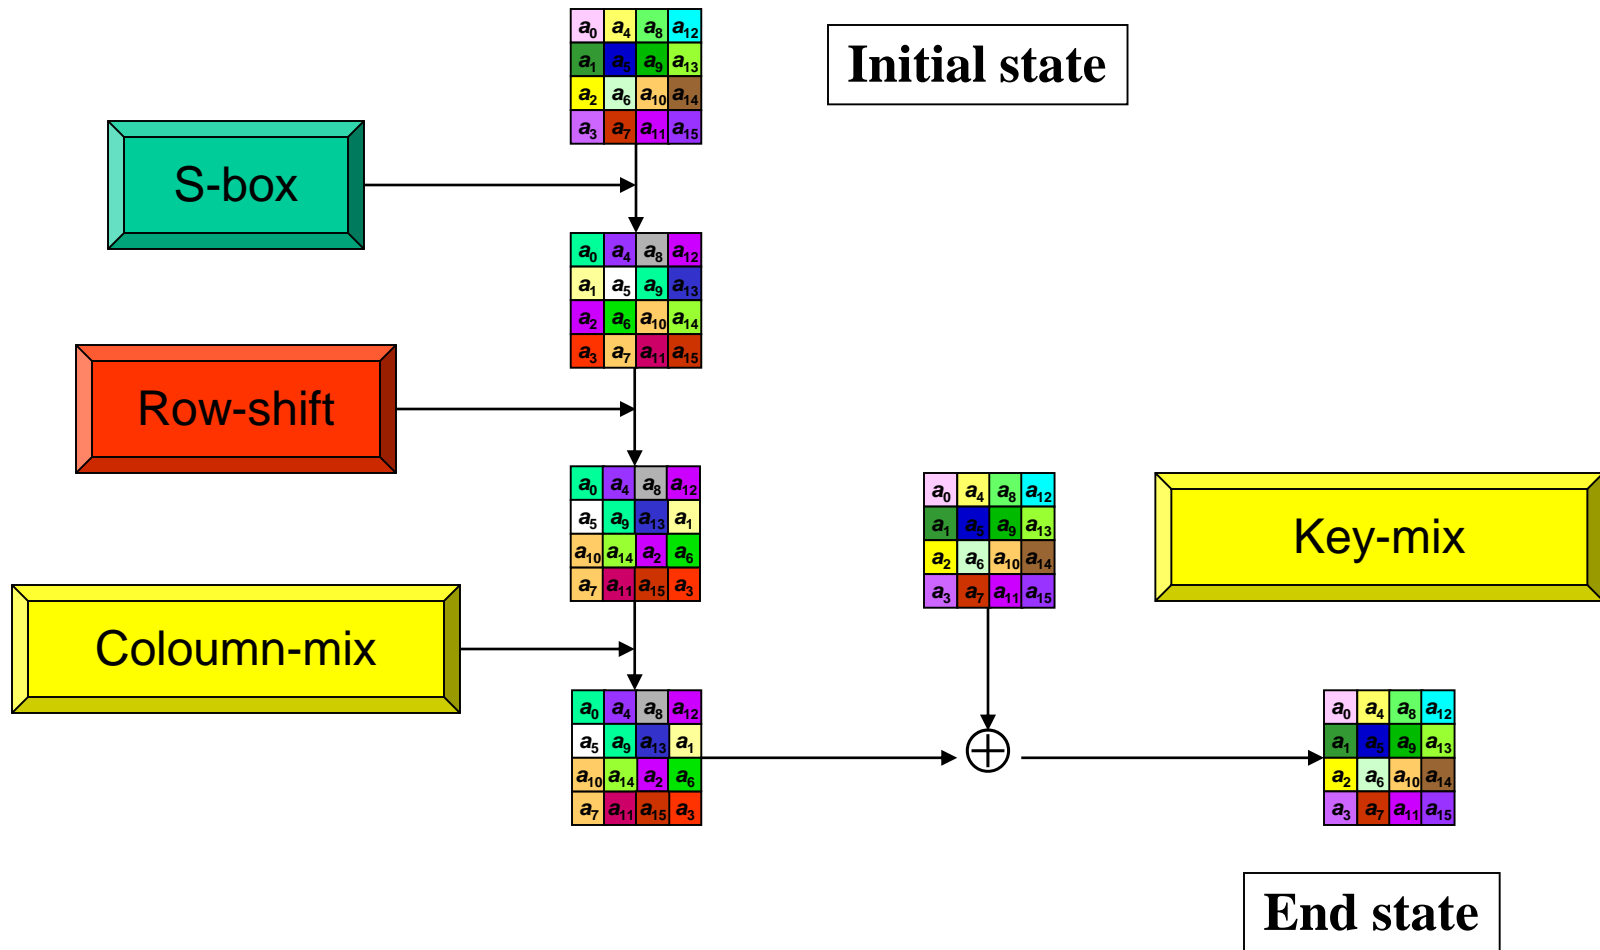 a0 a4 a8 a12
a1 a5 a9 a13
a2 a6 a10 a14
a3 a7 a11 a15
Initial state
S-box
a0 a4 a8 a12
a1 a5 a9 a13
a2 a6 a10 a14
a3 a7 a11 a15
Row-shift
a0 a4 a8 a12
a5 a9 a13 a1
a10 a14 a2 a6
a7 a11 a15 a3
a0 a4 a8 a12
a1 a5 a9 a13
a2 a6 a10 a14
a3 a7 a11 a15
Key-mix
Coloumn-mix
a0 a4 a8 a12
a5 a9 a13 a1
a10 a14 a2 a6
a7 a11 a15 a3
a0 a4 a8 a12
a1 a5 a9 a13
a2 a6 a10 a14
a3 a7 a11 a15
End state